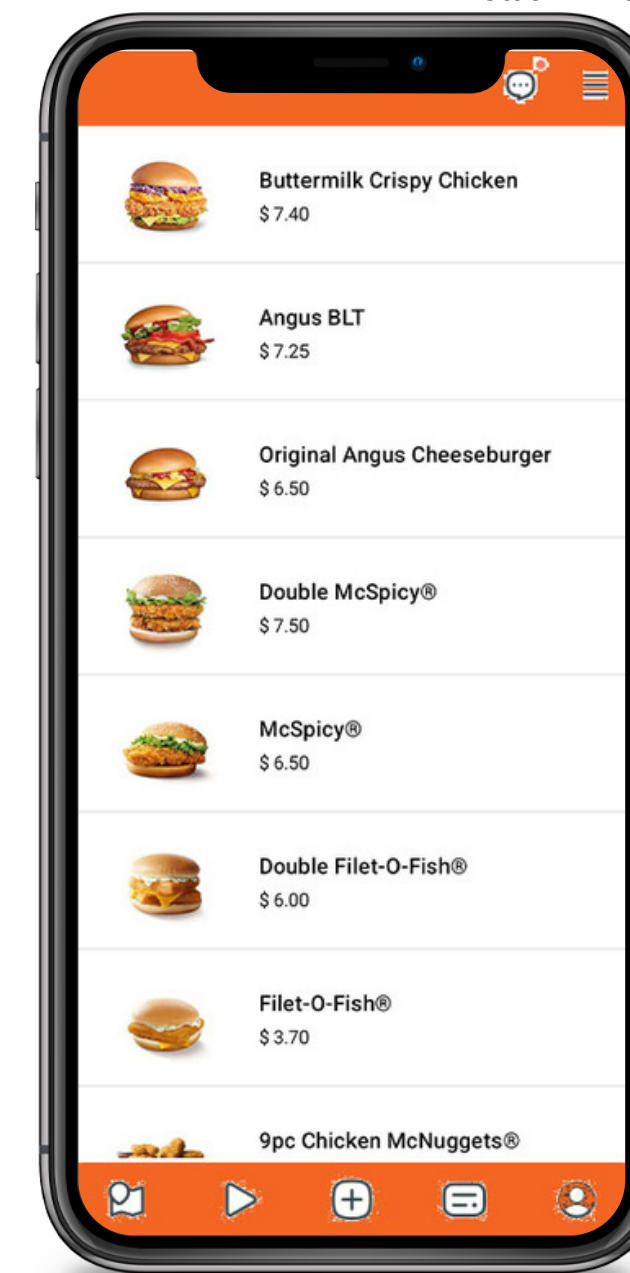 Buttermilk Crispy Chicken
$ 7.40
Angus BLT
$ 7.25
Original Angus Cheeseburger
$ 6.50
Double McSpicy®
$ 7.50
McSpicy®
$ 6.50
Double Filet-O-Fish®
$ 6.00
Filet-O-Fish®
$ 3.70
9pc Chicken McNuggets®